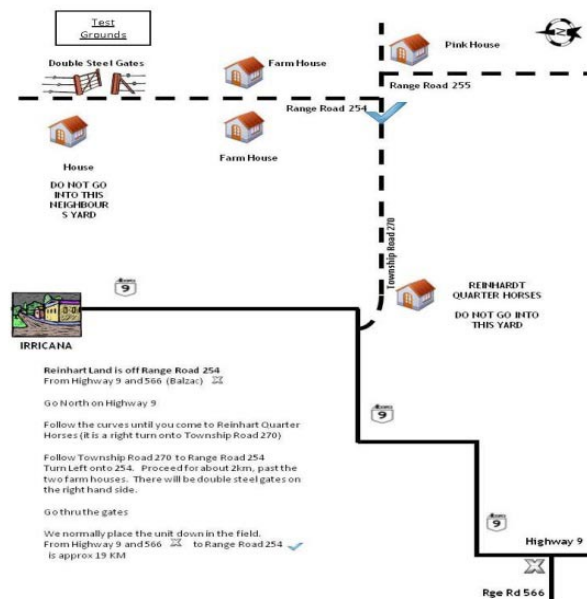 Test
Grounds
Double Steel Gates
Farm House
Pink House
N
Range Road 255
Range Road 254
House
Farm House
DO NOT GO
INTO THIS
NEIGHBOUR
S YARD
Township Road 270
9
REINHARDT
QUARTER HORSES
DO NOT GO INTO
THIS YARD
IRRICANA
Reinhart Land is off Range Road 254
From Highway 9 and 566 (Balzac)
Go North on Highway 9
Follow the curves until you come to Reinhart Quarter
Horses (it is a right turn onto Township Road 270)
Follow Township Road 270 to Range Road 254
Turn Left onto 254. Proceed for about 2km, past the
two farm houses. There will be double steel gates on
the right hand side.
Go thru the gates
We normally place the unit down in the field.
From Highway 9 and 566 to Range Road 254
is approx 19 KM
9
9
Highway 9
Rge Rd 566